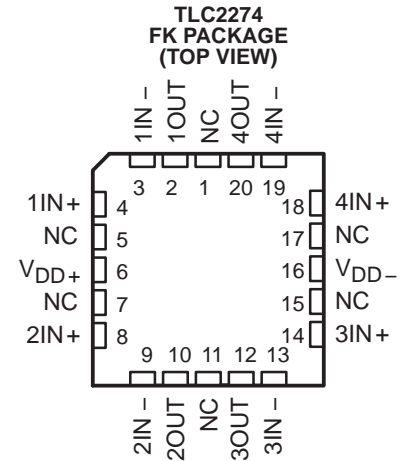 TLC2274
FK PACKAGE
(TOP VIEW)
1IN – 1OUT NC 4OUT 4IN –
3 2 1 20 19
1IN + 4 18 4IN +
NC 5 17 NC
VDD + 6 16 VDD –
NC 7 15 NC
2IN + 8 14 3IN +
9 10 11 12 13
2IN – 2OUT NC 3OUT 3IN –